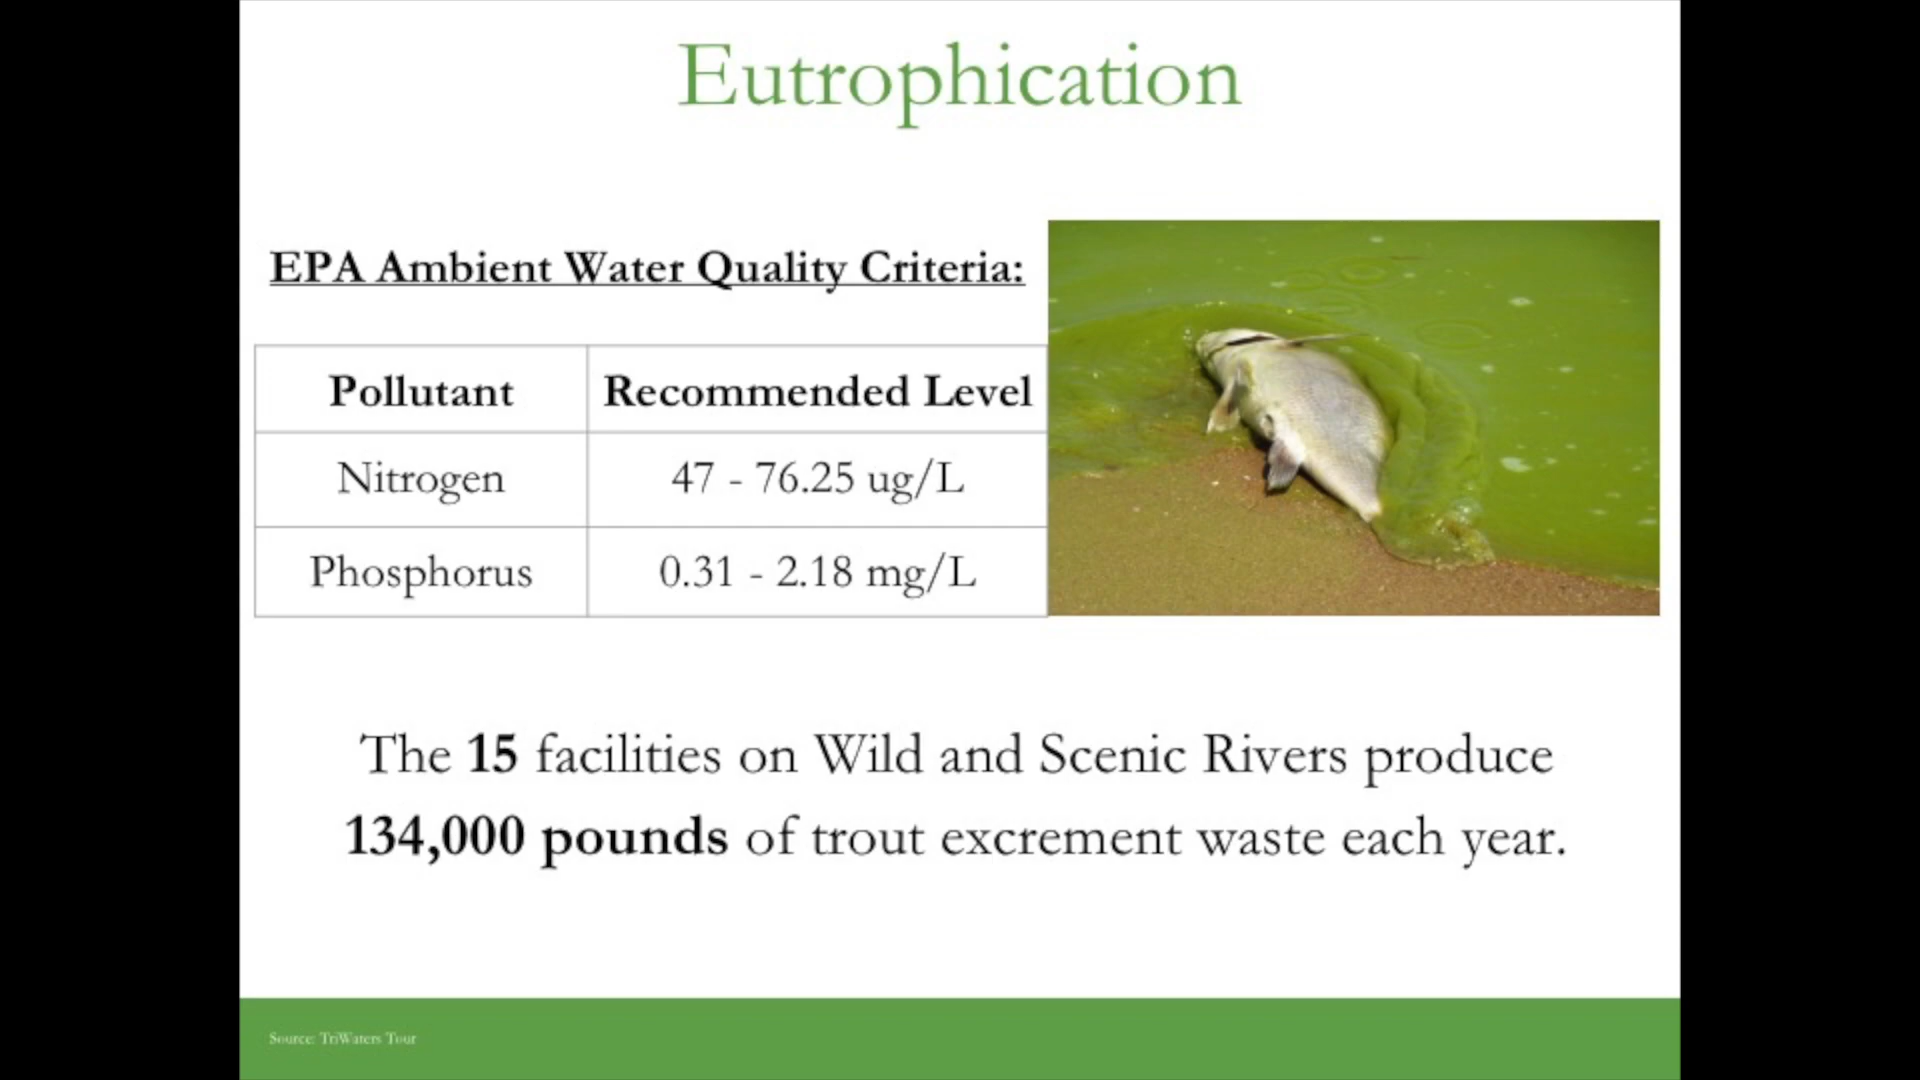 Eutrophication
EPA Ambient Water Quality Criteria:
Pollutant Recommended Level
Nitrogen 47 - 76.25 ug/L
Phosphorus 0.31 - 2.18 mg/L
The 15 facilities on Wild and Scenic Rivers produce
134,000 pounds of trout excrement waste each year.
Source: TriWaters Tour